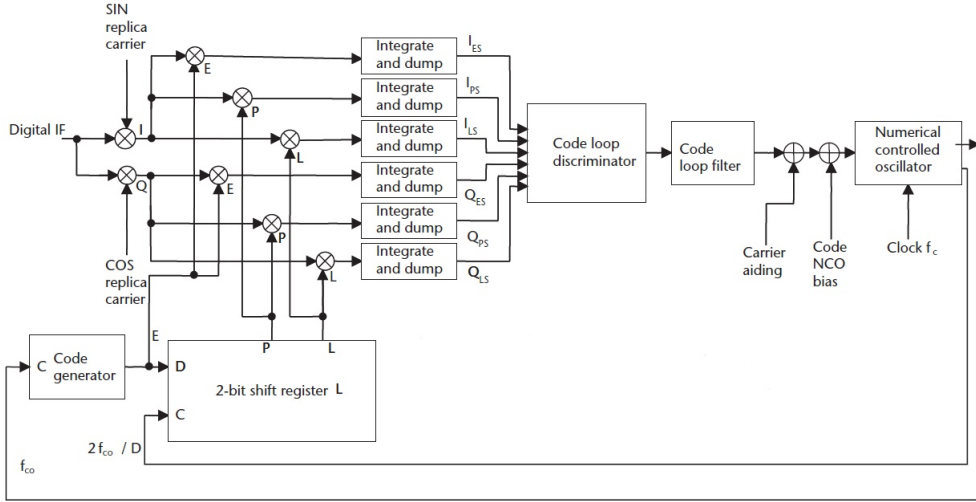 SIN
replica
carrier
Digital IF
I
Q
COS
replica
carrier
E
P
L
E
P
L
Integrate
and dump
Integrate
and dump
Integrate
and dump
Integrate
and dump
Integrate
and dump
Integrate
and dump
I_ES
I_PS
I_LS
Q_ES
Q_PS
Q_LS
Code loop
discriminator
Code
loop filter
Numerical
controlled
oscillator
Carrier
aiding
Code
NCO
bias
Clock f_c
E
P L
C Code
generator
D
2-bit shift register L
C
2 f_co / D
f_co